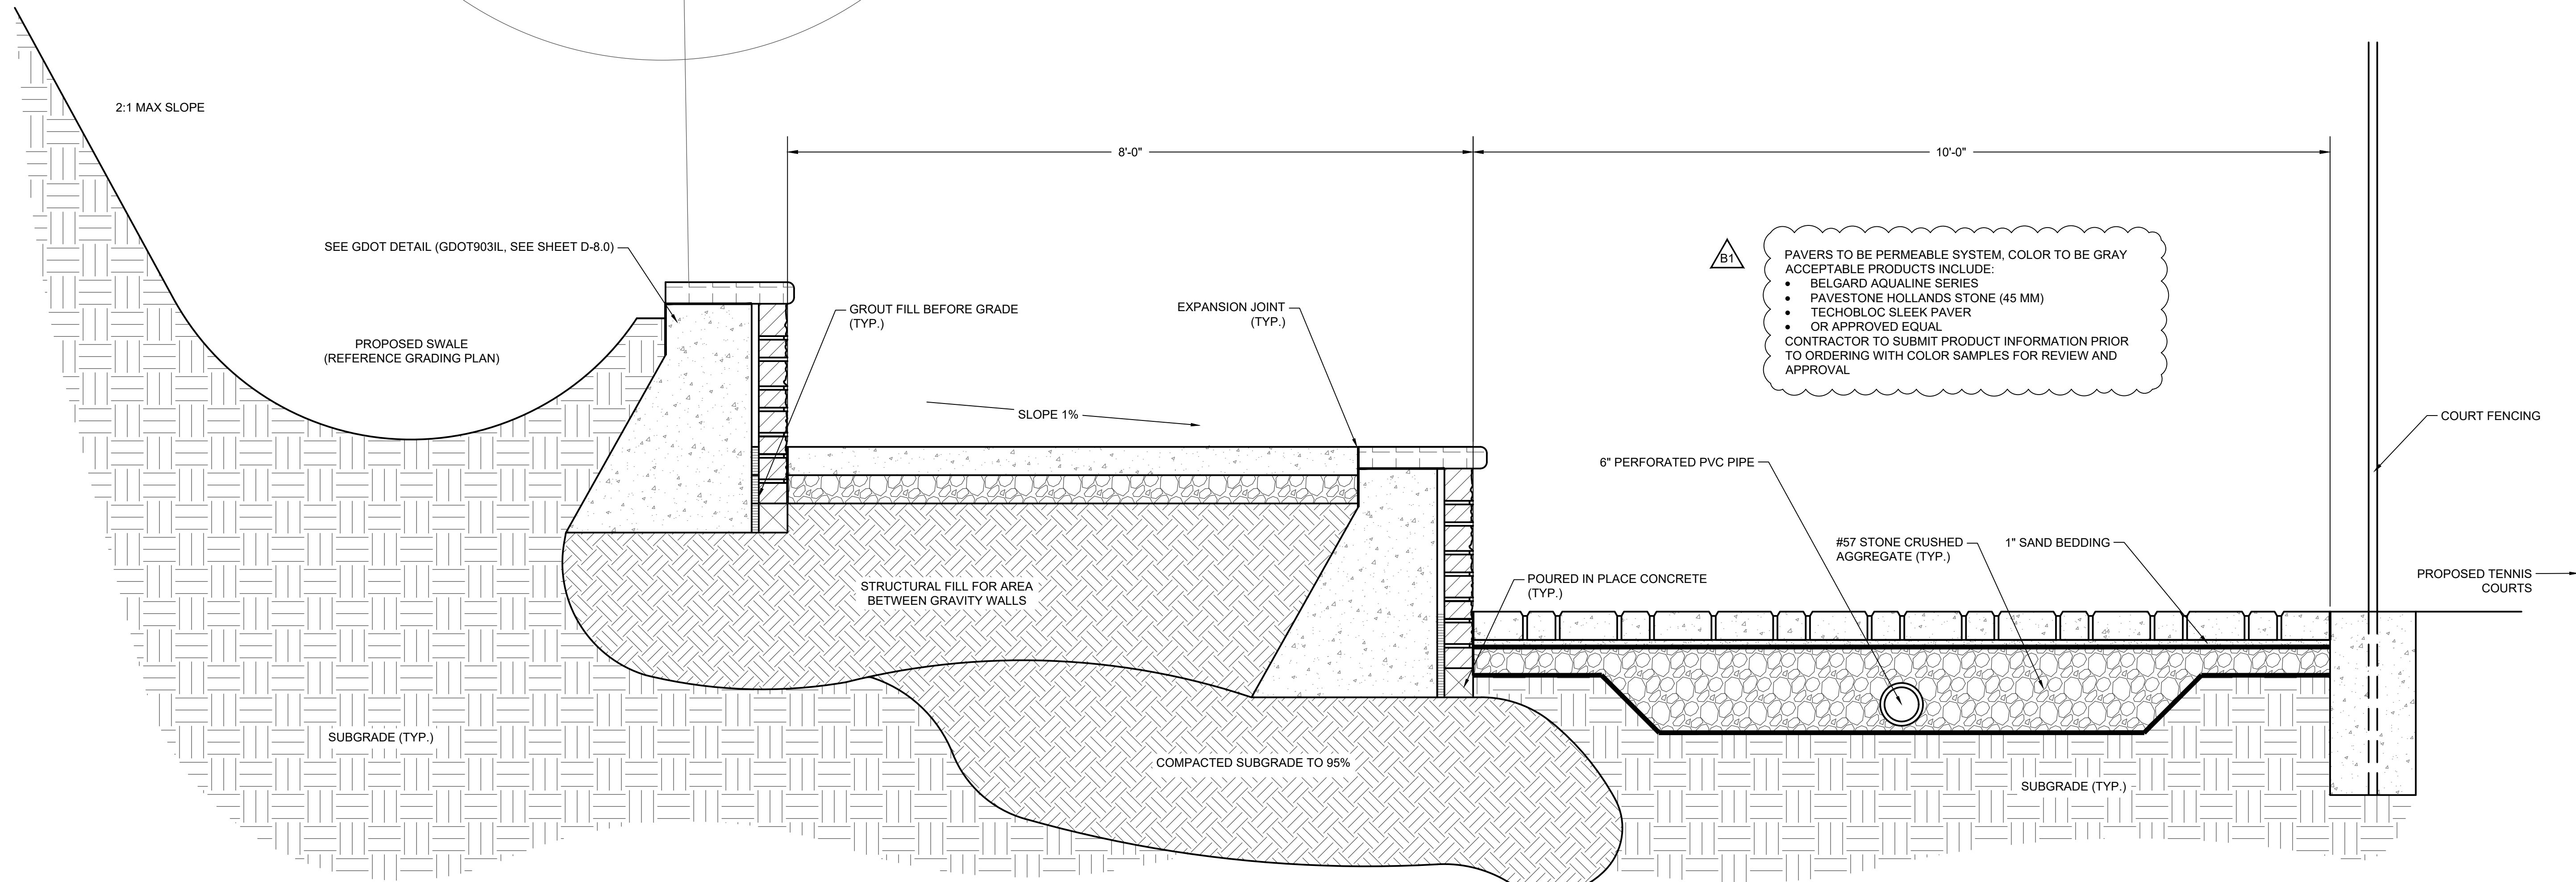 2:1 MAX SLOPE
8'-0"
10'-0"
SEE GDOT DETAIL (GDOT903IL, SEE SHEET D-8.0)
PROPOSED SWALE
(REFERENCE GRADING PLAN)
GROUT FILL BEFORE GRADE
(TYP.)
EXPANSION JOINT
(TYP.)
SLOPE 1%
B1
PAVERS TO BE PERMEABLE SYSTEM, COLOR TO BE GRAY
ACCEPTABLE PRODUCTS INCLUDE:
• BELGARD AQUALINE SERIES
• PAVESTONE HOLLANDS STONE (45 MM)
• TECHOBLOC SLEEK PAVER
• OR APPROVED EQUAL
CONTRACTOR TO SUBMIT PRODUCT INFORMATION PRIOR
TO ORDERING WITH COLOR SAMPLES FOR REVIEW AND
APPROVAL
COURT FENCING
6" PERFORATED PVC PIPE
#57 STONE CRUSHED
AGGREGATE (TYP.)
1" SAND BEDDING
PROPOSED TENNIS
COURTS
STRUCTURAL FILL FOR AREA
BETWEEN GRAVITY WALLS
POURED IN PLACE CONCRETE
(TYP.)
SUBGRADE (TYP.)
COMPACTED SUBGRADE TO 95%
SUBGRADE (TYP.)